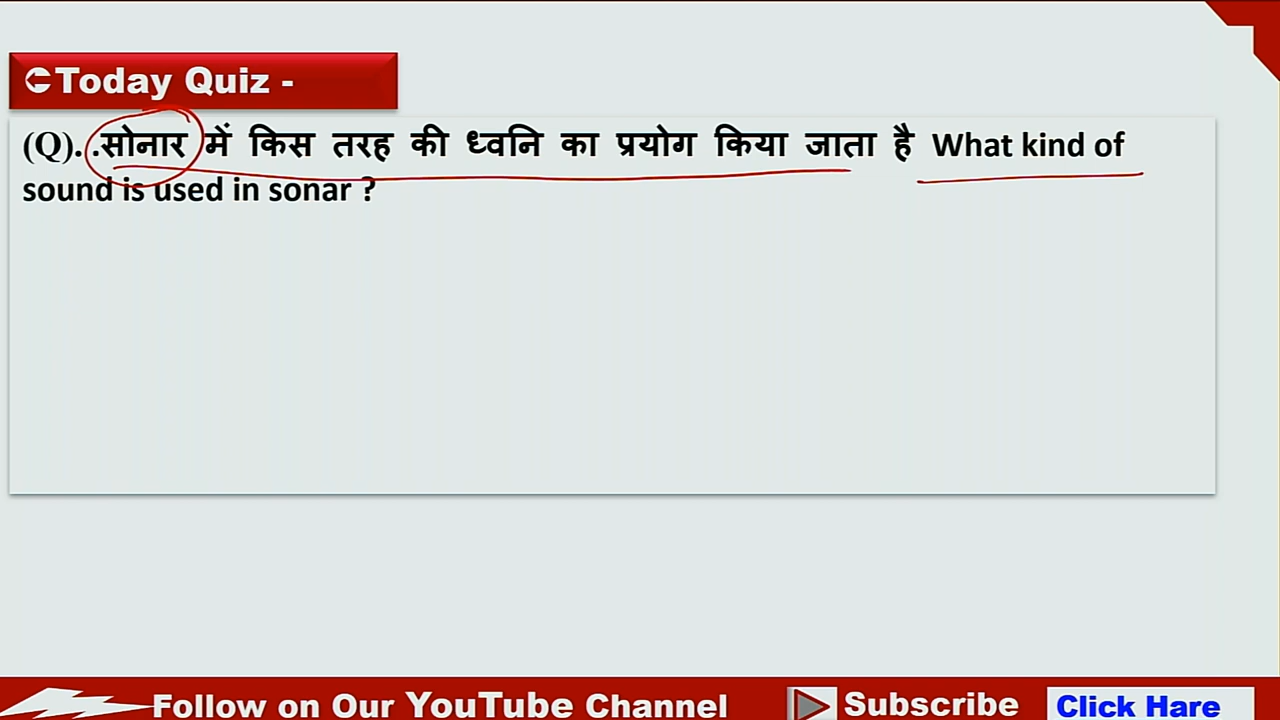 Today Quiz -
(Q)..सोनार में किस तरह की ध्वनि का प्रयोग किया जाता है What kind of
sound is used in sonar ?
Follow on Our YouTube Channel Subscribe Click Hare